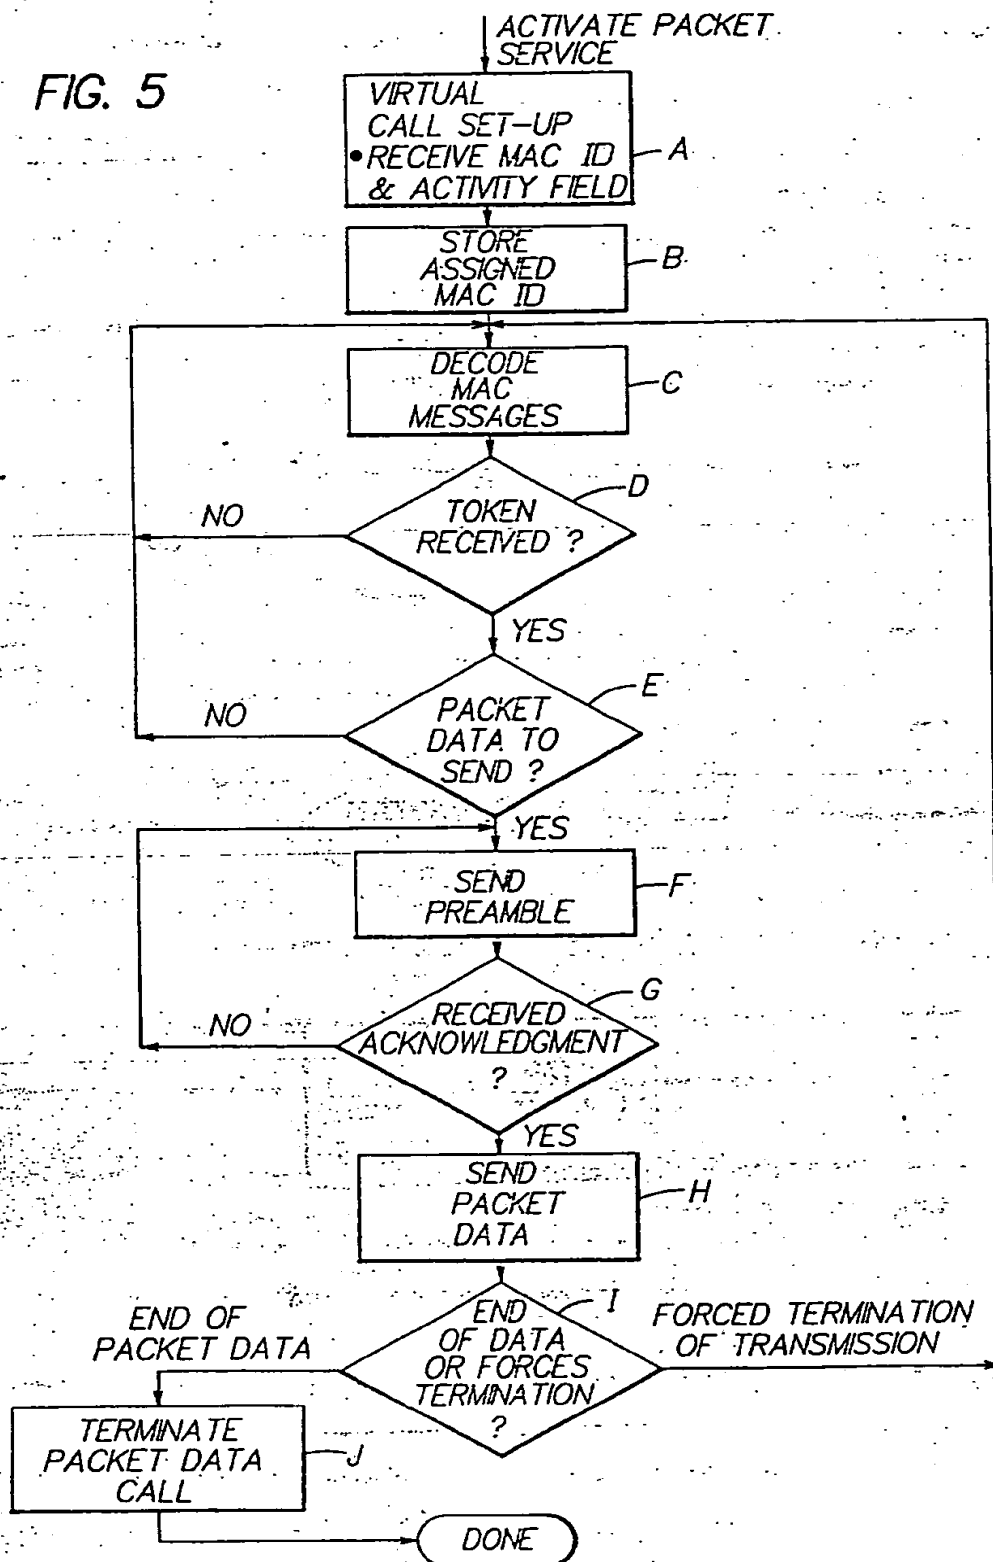 ACTIVATE PACKET
SERVICE
FIG. 5
VIRTUAL
CALL SET-UP
•RECEIVE MAC ID
& ACTIVITY FIELD
A
STORE
ASSIGNED
MAC ID
B
DECODE
MAC
MESSAGES
C
TOKEN
RECEIVED ?
D
NO
YES
PACKET
DATA TO
SEND ?
E
NO
YES
SEND
PREAMBLE
F
RECEIVED
ACKNOWLEDGMENT
?
G
NO
YES
SEND
PACKET
DATA
H
END
OF DATA
OR FORCES
TERMINATION
?
I
END OF
PACKET DATA
FORCED TERMINATION
OF TRANSMISSION
TERMINATE
PACKET DATA
CALL
J
DONE